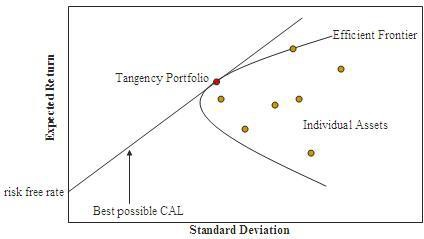 Efficient Frontier
Tangency Portfolio
Expected Return
Individual Assets
risk free rate
Best possible CAL
Standard Deviation